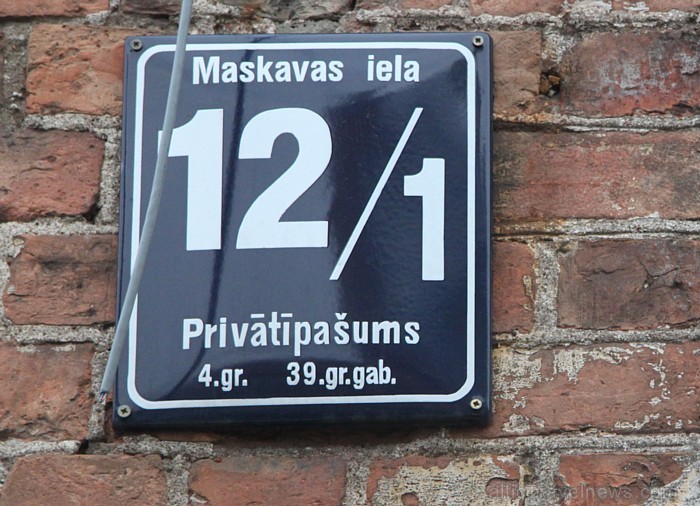 Maskavas iela
12/1
Privātīpašums
4.gr. 39.gr.gab.